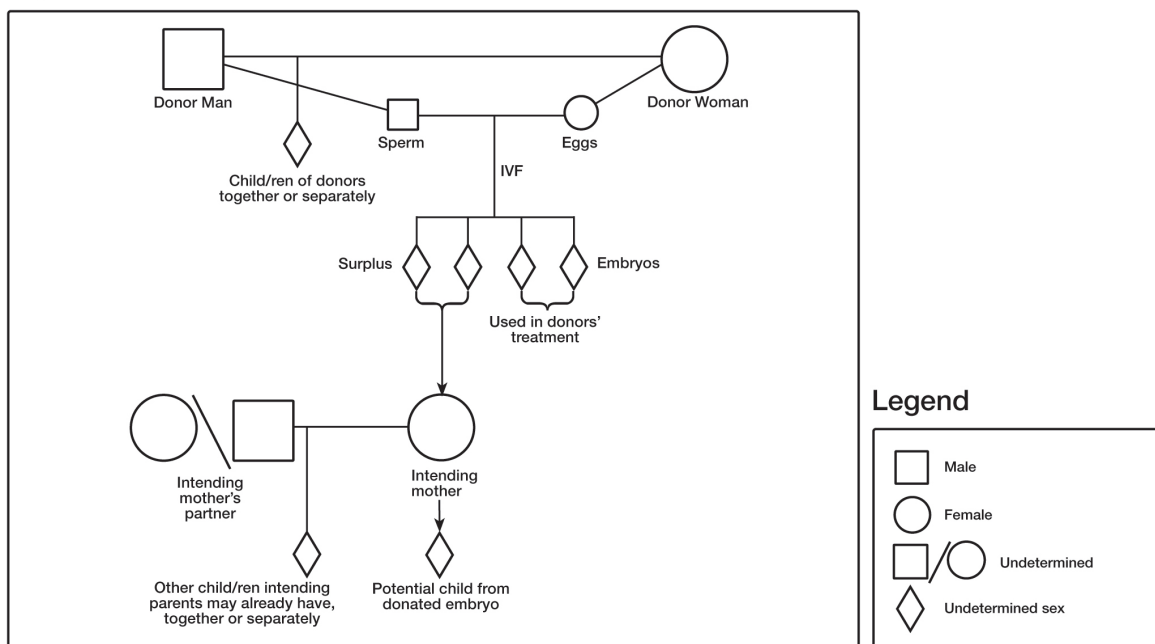 Donor Man
Donor Woman
Sperm
Eggs
Child/ren of donors
together or separately
IVF
Surplus
Embryos
Used in donors’
treatment
Intending
mother’s
partner
Intending
mother
Other child/ren intending
parents may already have,
together or separately
Potential child from
donated embryo
Legend
Male
Female
Undetermined
Undetermined sex